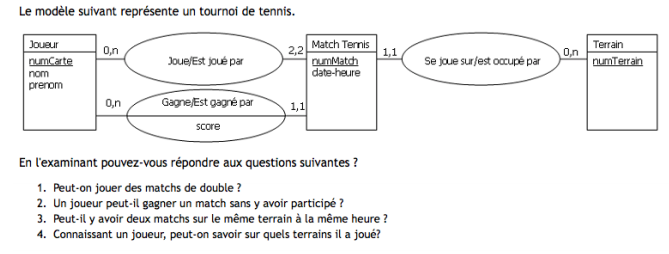 Le modèle suivant représente un tournoi de tennis.
Joueur
numCarte
nom
prenom
0,n
Joue/Est joué par
2,2
Match Tennis
numMatch
date-heure
1,1
Se joue sur/est occupé par
0,n
Terrain
numTerrain
0,n
Gagne/Est gagné par
score
1,1
En l'examinant pouvez-vous répondre aux questions suivantes ?
1. Peut-on jouer des matchs de double ?
2. Un joueur peut-il gagner un match sans y avoir participé ?
3. Peut-il y avoir deux matchs sur le même terrain à la même heure ?
4. Connaissant un joueur, peut-on savoir sur quels terrains il a joué?